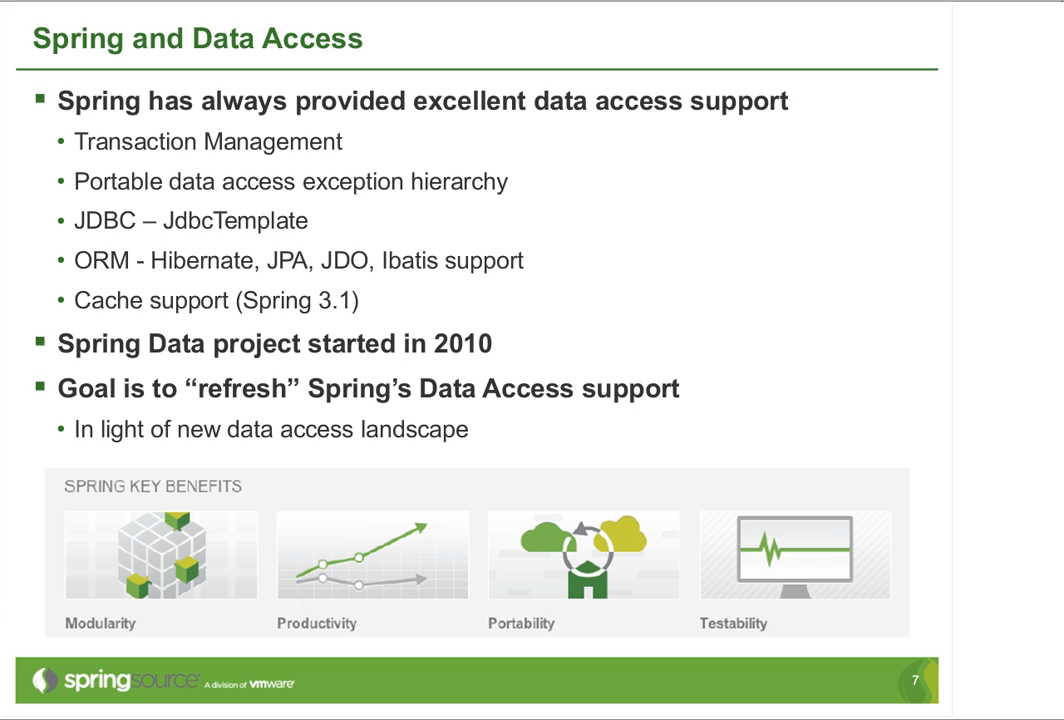 Spring and Data Access
▪ Spring has always provided excellent data access support
• Transaction Management
• Portable data access exception hierarchy
• JDBC – JdbcTemplate
• ORM - Hibernate, JPA, JDO, Ibatis support
• Cache support (Spring 3.1)
▪ Spring Data project started in 2010
▪ Goal is to “refresh” Spring’s Data Access support
• In light of new data access landscape
SPRING KEY BENEFITS
Modularity Productivity Portability Testability
springsource A division of vmware 7